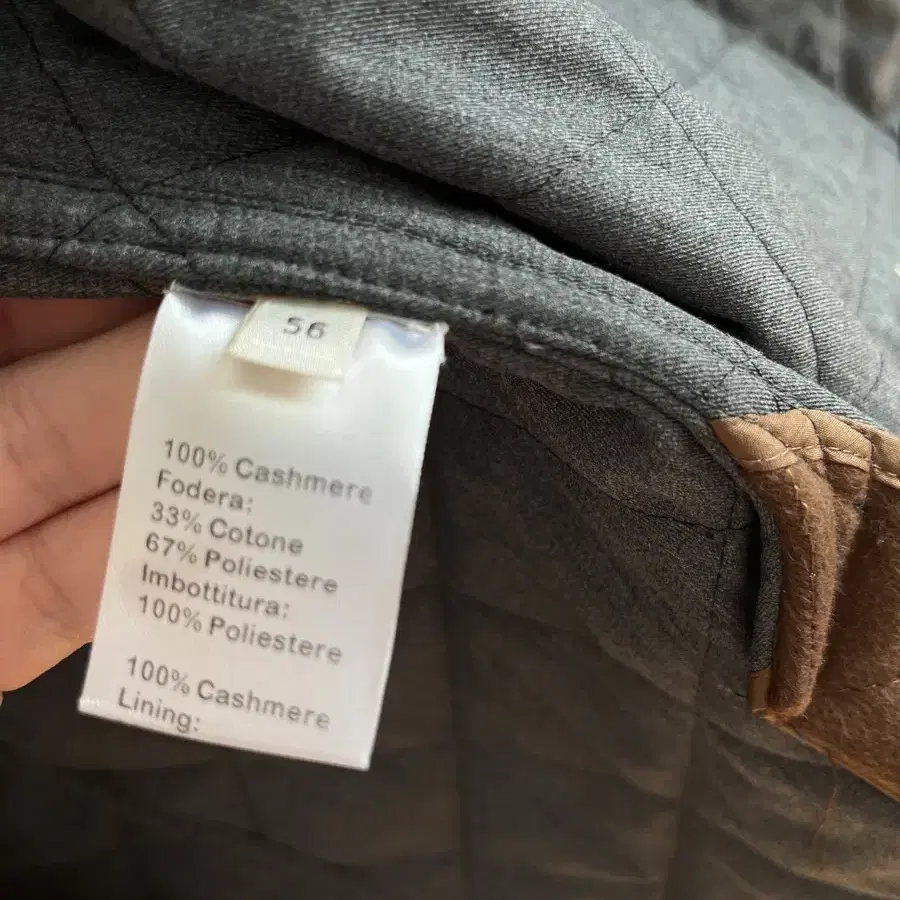 56
100% Cashmere
Fodera:
33% Cotone
67% Poliestere
Imbottitura:
100% Poliestere
100% Cashmere
Lining: